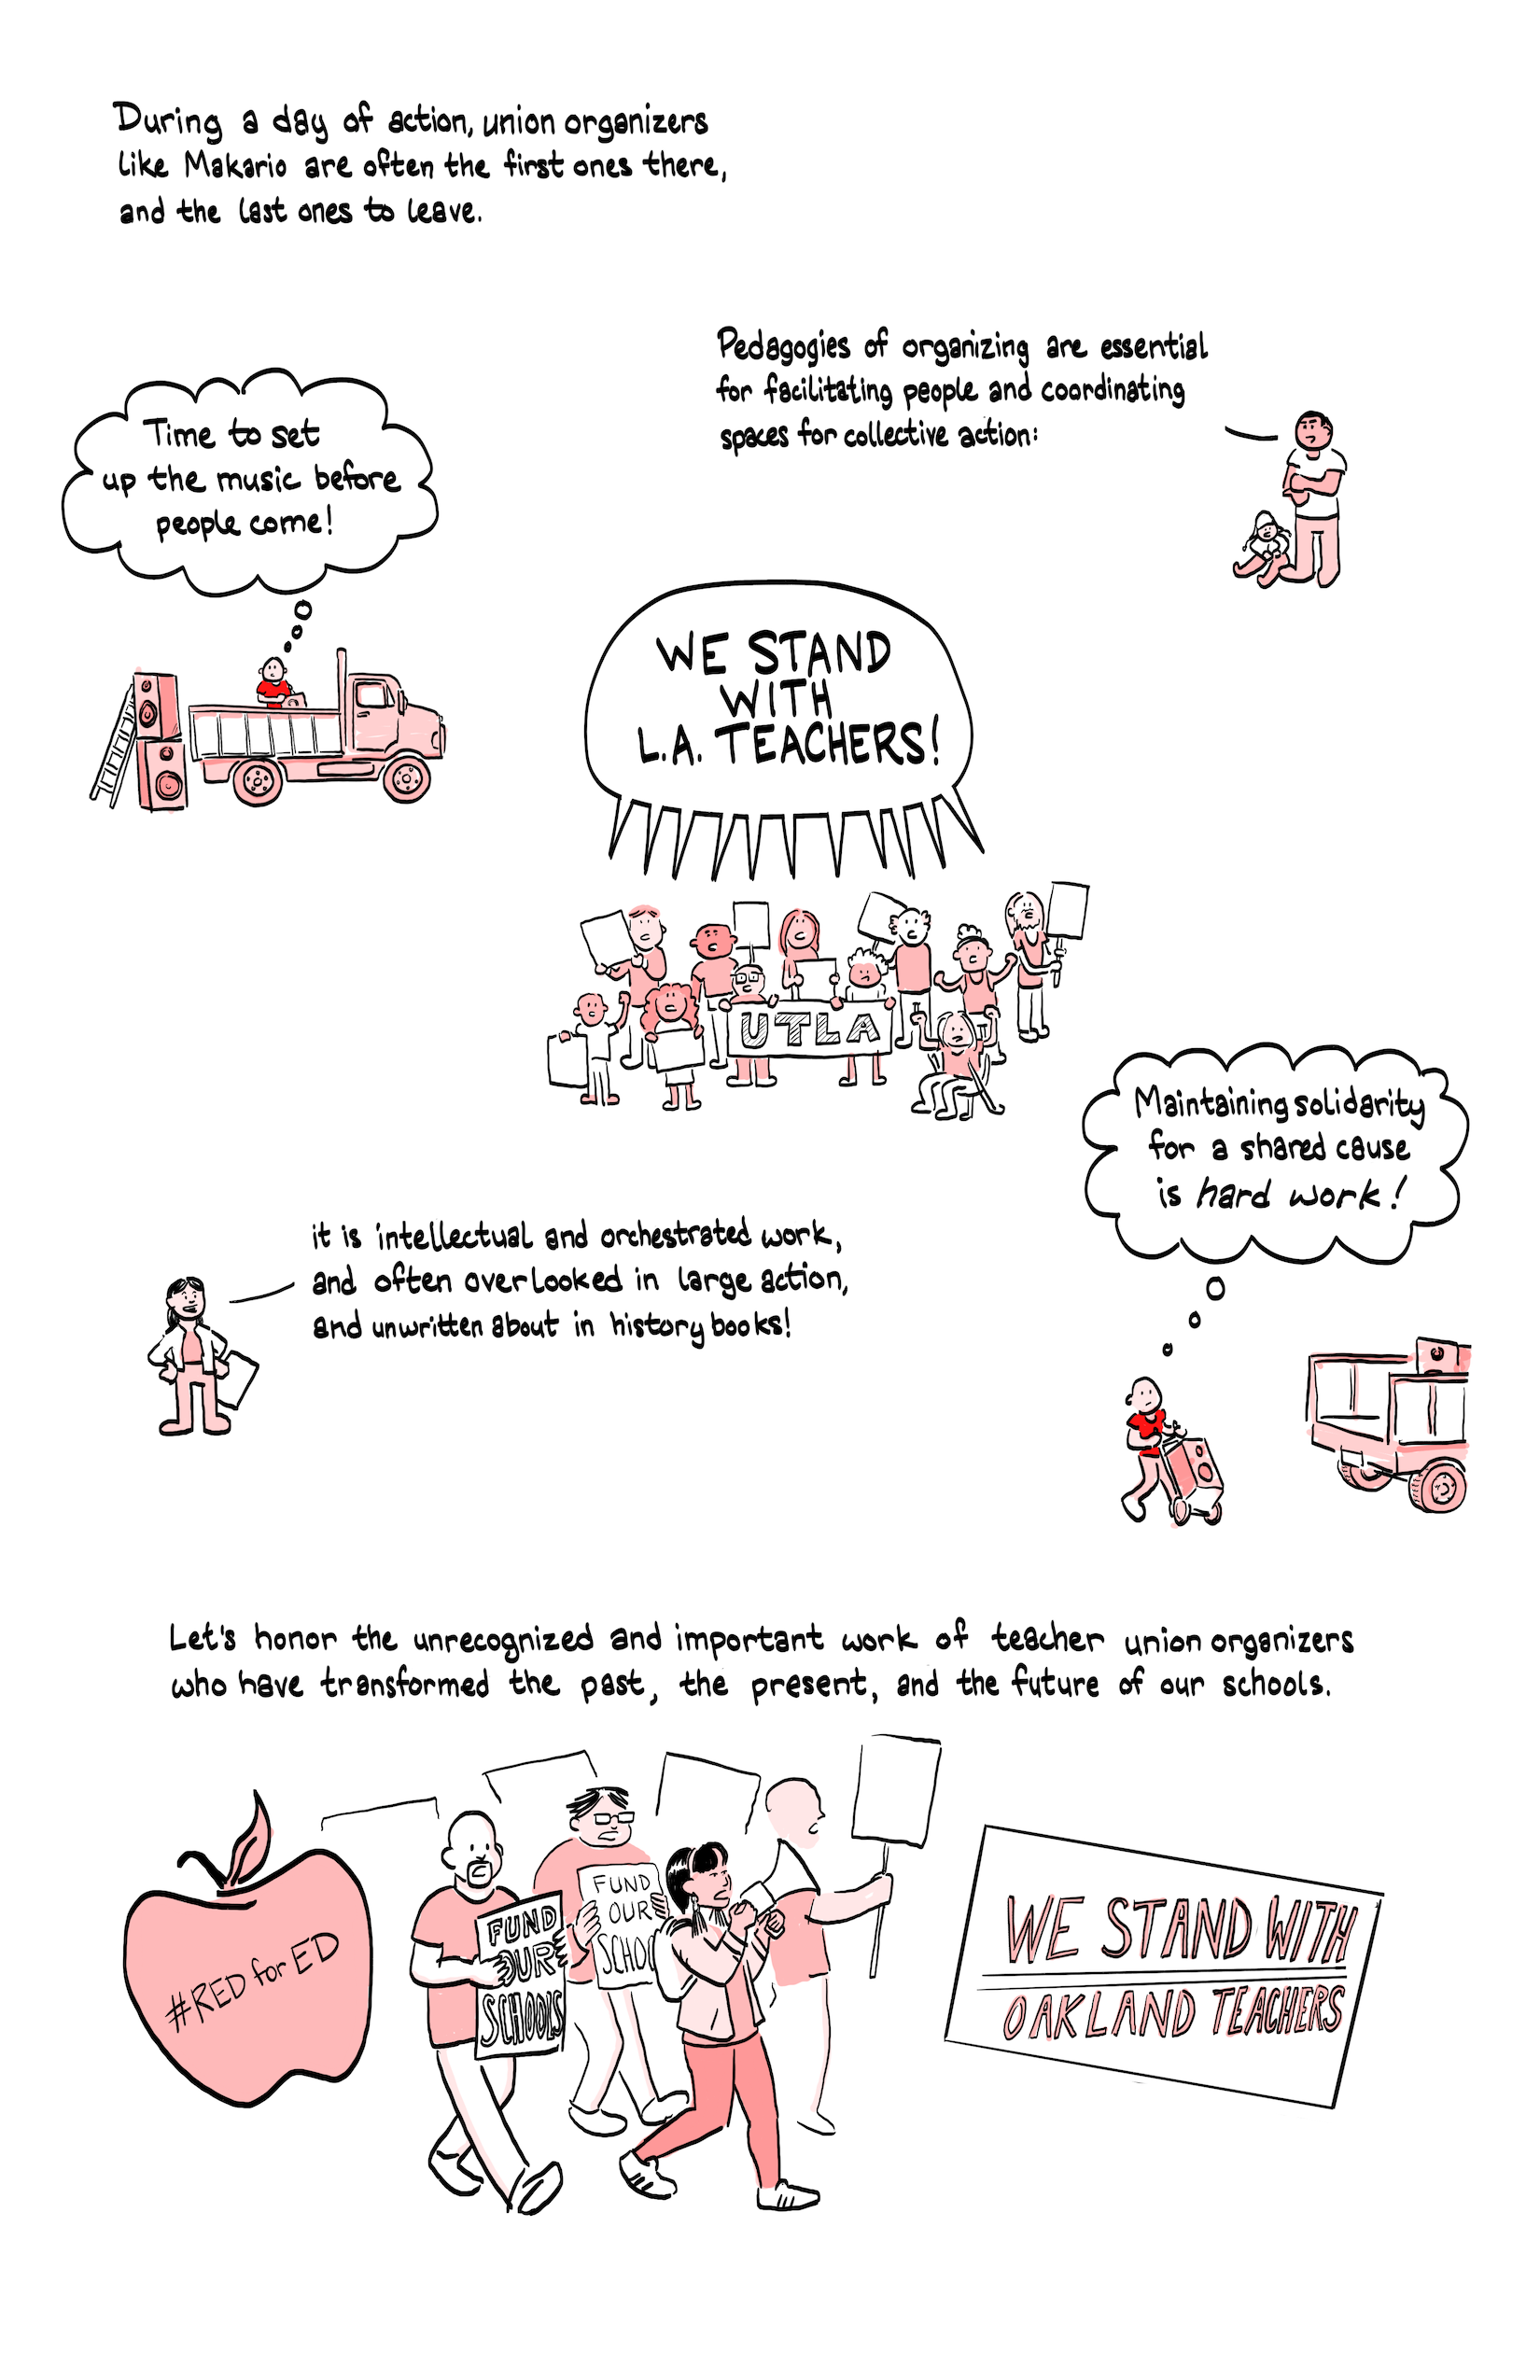 During a day of action, union organizers
like Makario are often the first ones there,
and the last ones to leave.
Pedagogies of organizing are essential
for facilitating people and coordinating
spaces for collective action:
Time to set
up the music before
people come!
WE STAND
WITH
L.A. TEACHERS!
UTLA
Maintaining solidarity
for a shared cause
is hard work!
it is intellectual and orchestrated work,
and often overlooked in large action,
and unwritten about in history books!
Let's honor the unrecognized and important work of teacher union organizers
who have transformed the past, the present, and the future of our schools.
#RED for ED
FUND
OUR
SCHOOLS
FUND
OUR
SCHOO
WE STAND WITH
OAKLAND TEACHERS